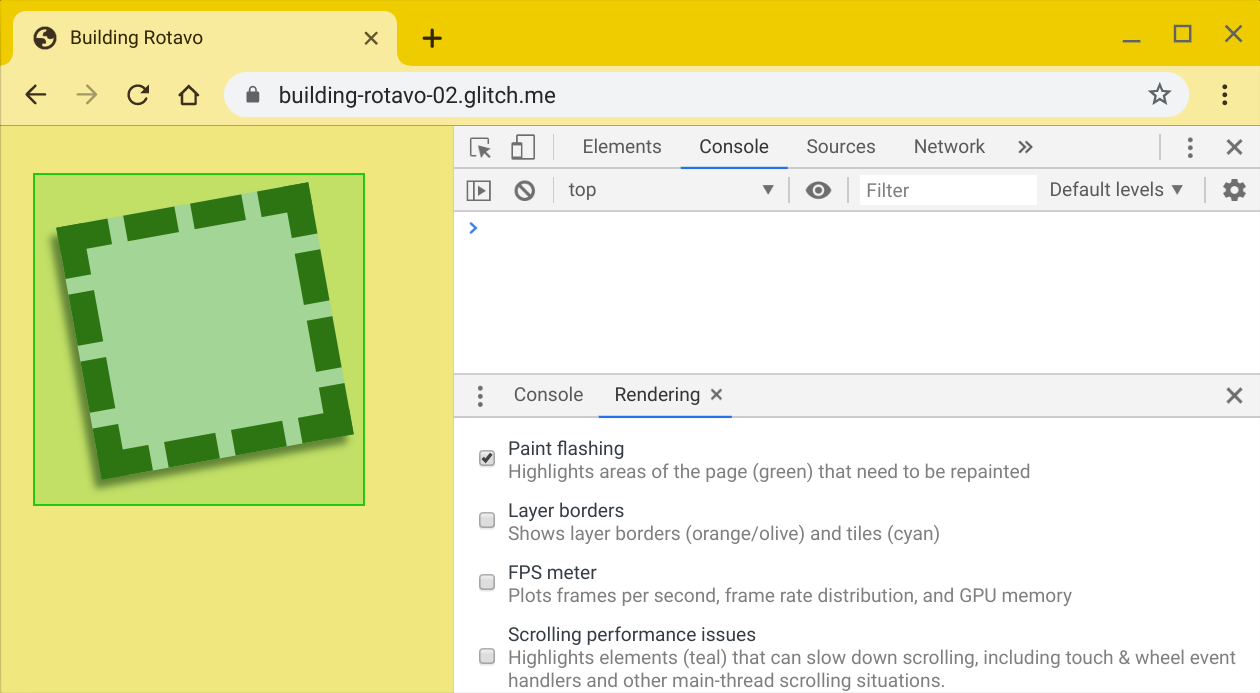 Building Rotavo
building-rotavo-02.glitch.me
Elements Console Sources Network
top Filter Default levels
Console Rendering
Paint flashing
Highlights areas of the page (green) that need to be repainted
Layer borders
Shows layer borders (orange/olive) and tiles (cyan)
FPS meter
Plots frames per second, frame rate distribution, and GPU memory
Scrolling performance issues
Highlights elements (teal) that can slow down scrolling, including touch & wheel event
handlers and other main-thread scrolling situations.